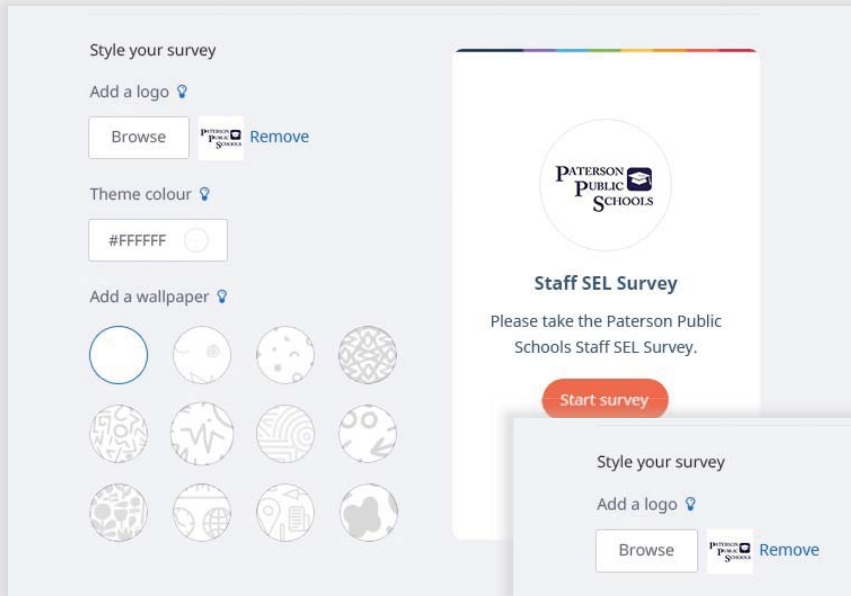 Style your survey
Add a logo
Browse
PATERSON
PUBLIC
SCHOOLS
Remove
Theme colour
#FFFFFF
Add a wallpaper
PATERSON
PUBLIC
SCHOOLS
Staff SEL Survey
Please take the Paterson Public
Schools Staff SEL Survey.
Start survey
Style your survey
Add a logo
Browse
PATERSON
PUBLIC
SCHOOLS
Remove